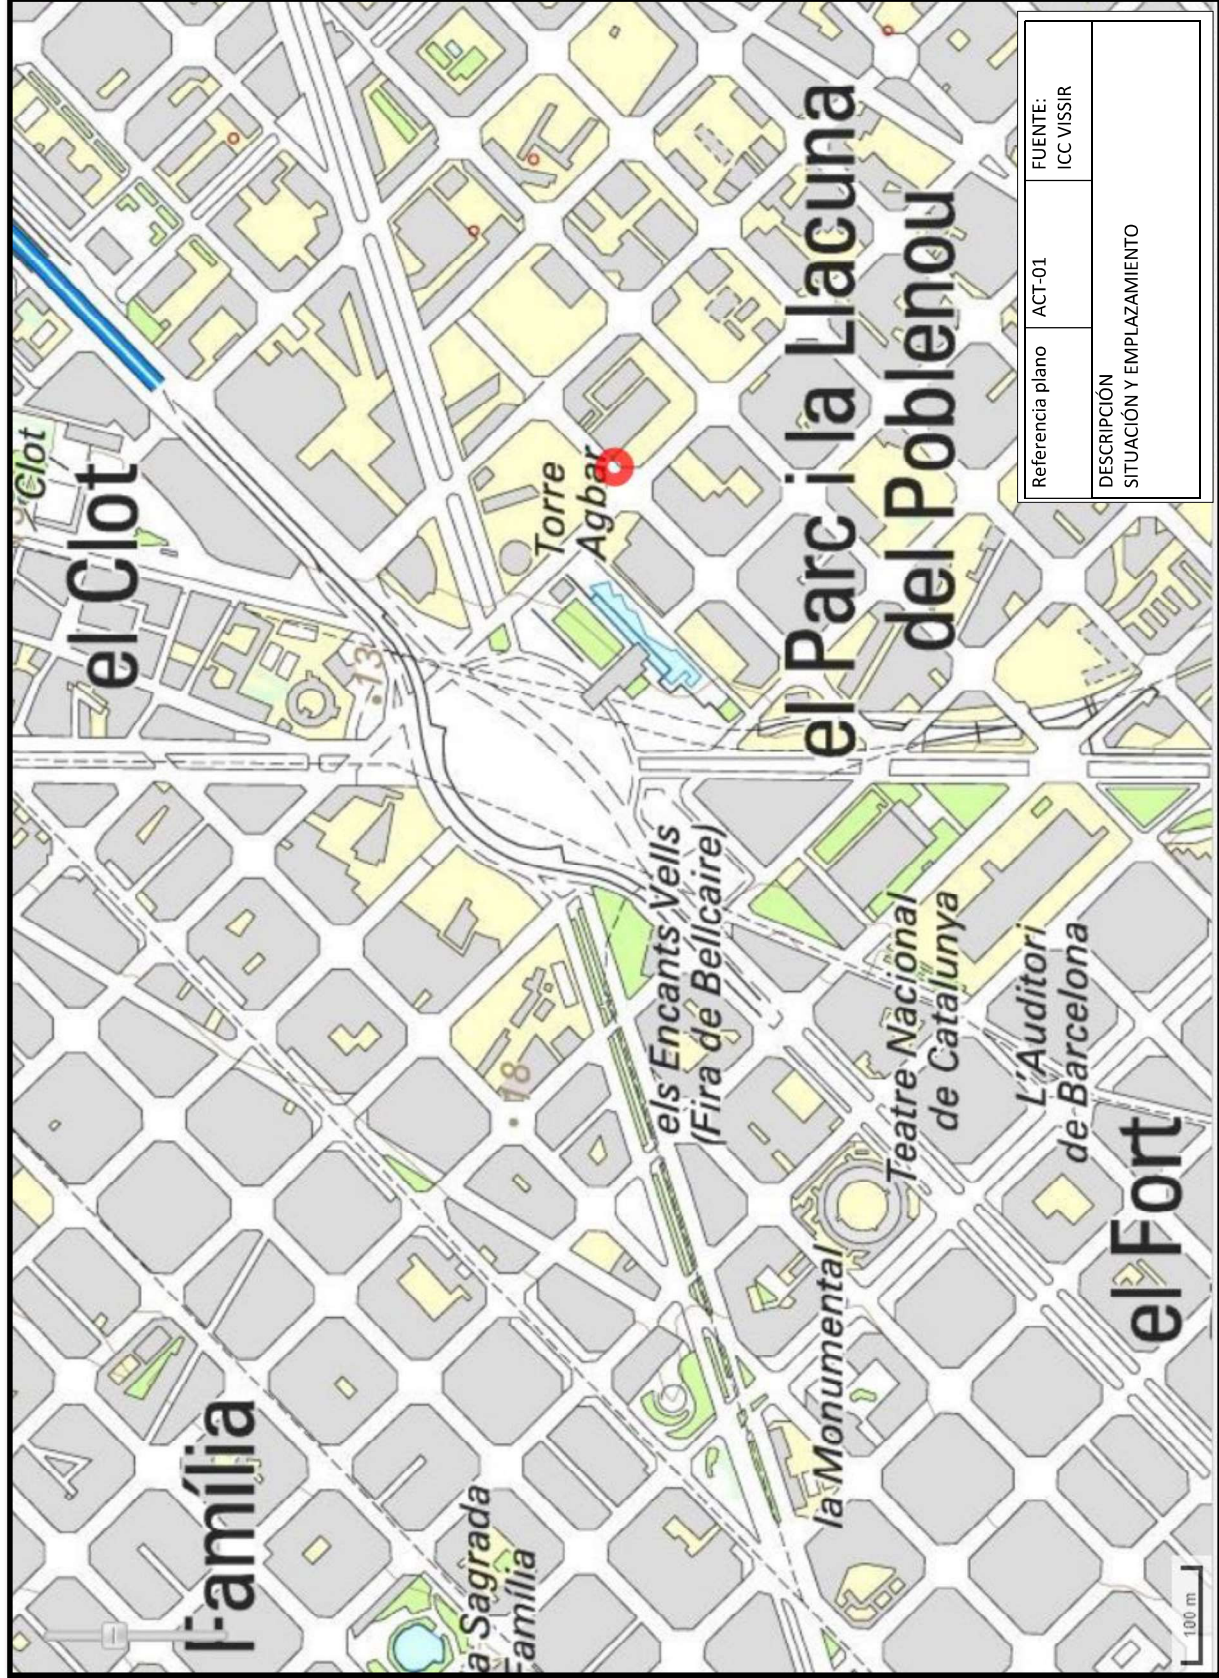 Família
a Sagrada
Família
el Clot
Clot
13
18
Torre
Agbar
els Encants Vells
(Fira de Bellcaire)
la Monumental
Teatre Nacional
de Catalunya
L'Auditori
de Barcelona
el Fort
el Parc i la Llacuna
del Poblenou
100 m
Referencia plano
ACT-01
FUENTE:
ICC VISSIR
DESCRIPCIÓN
SITUACIÓN Y EMPLAZAMIENTO